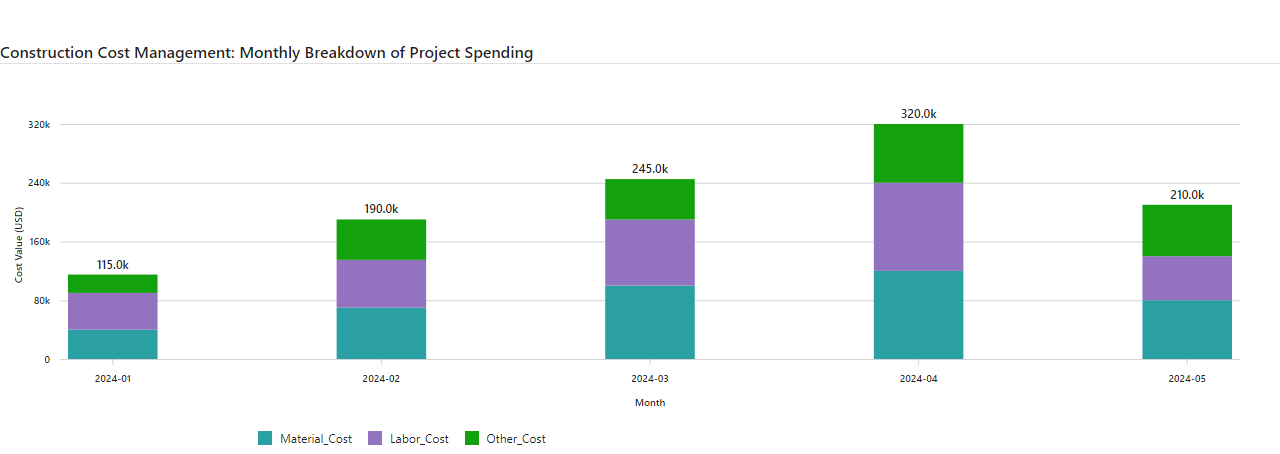 Construction Cost Management: Monthly Breakdown of Project Spending
320.0k
320k
245.0k
240k
190.0k
210.0k
Cost Value (USD)
160k
115.0k
80k
0
2024-01 2024-02 2024-03 2024-04 2024-05
Month
Material_Cost Labor_Cost Other_Cost